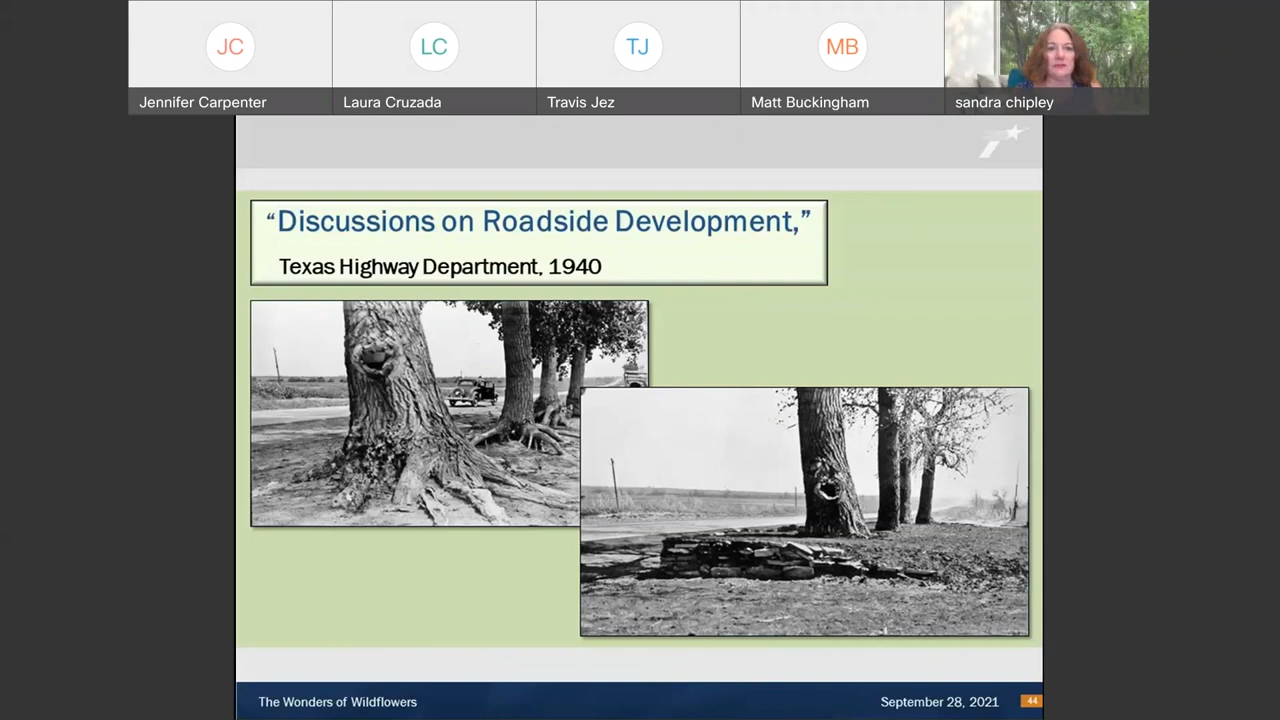 JC
LC
TJ
MB
Jennifer Carpenter
Laura Cruzada
Travis Jez
Matt Buckingham
sandra chipley
“Discussions on Roadside Development,”
Texas Highway Department, 1940
The Wonders of Wildflowers
September 28, 2021
44